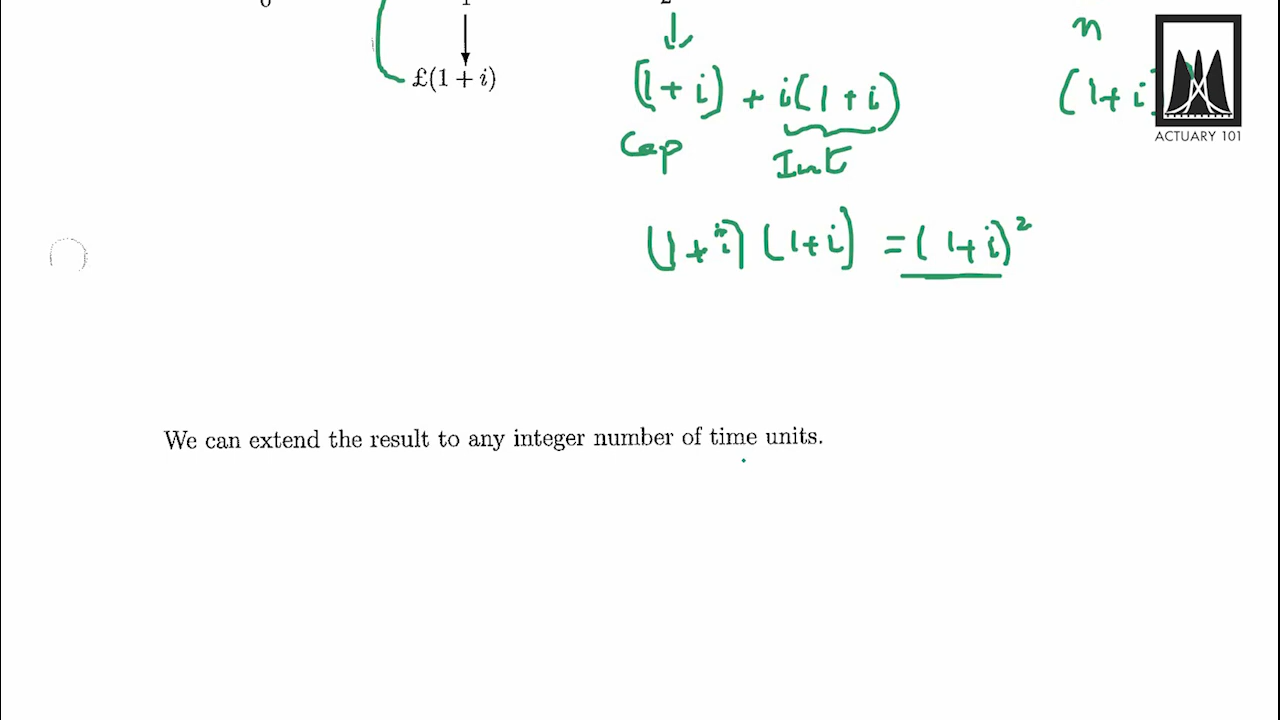 n
£(1 + i)
(1 + i) + i(1 + i)
(1 + i
ACTUARY 101
Cap
Int
(1 + i) (1 + i) = (1 + i)²
We can extend the result to any integer number of time units.